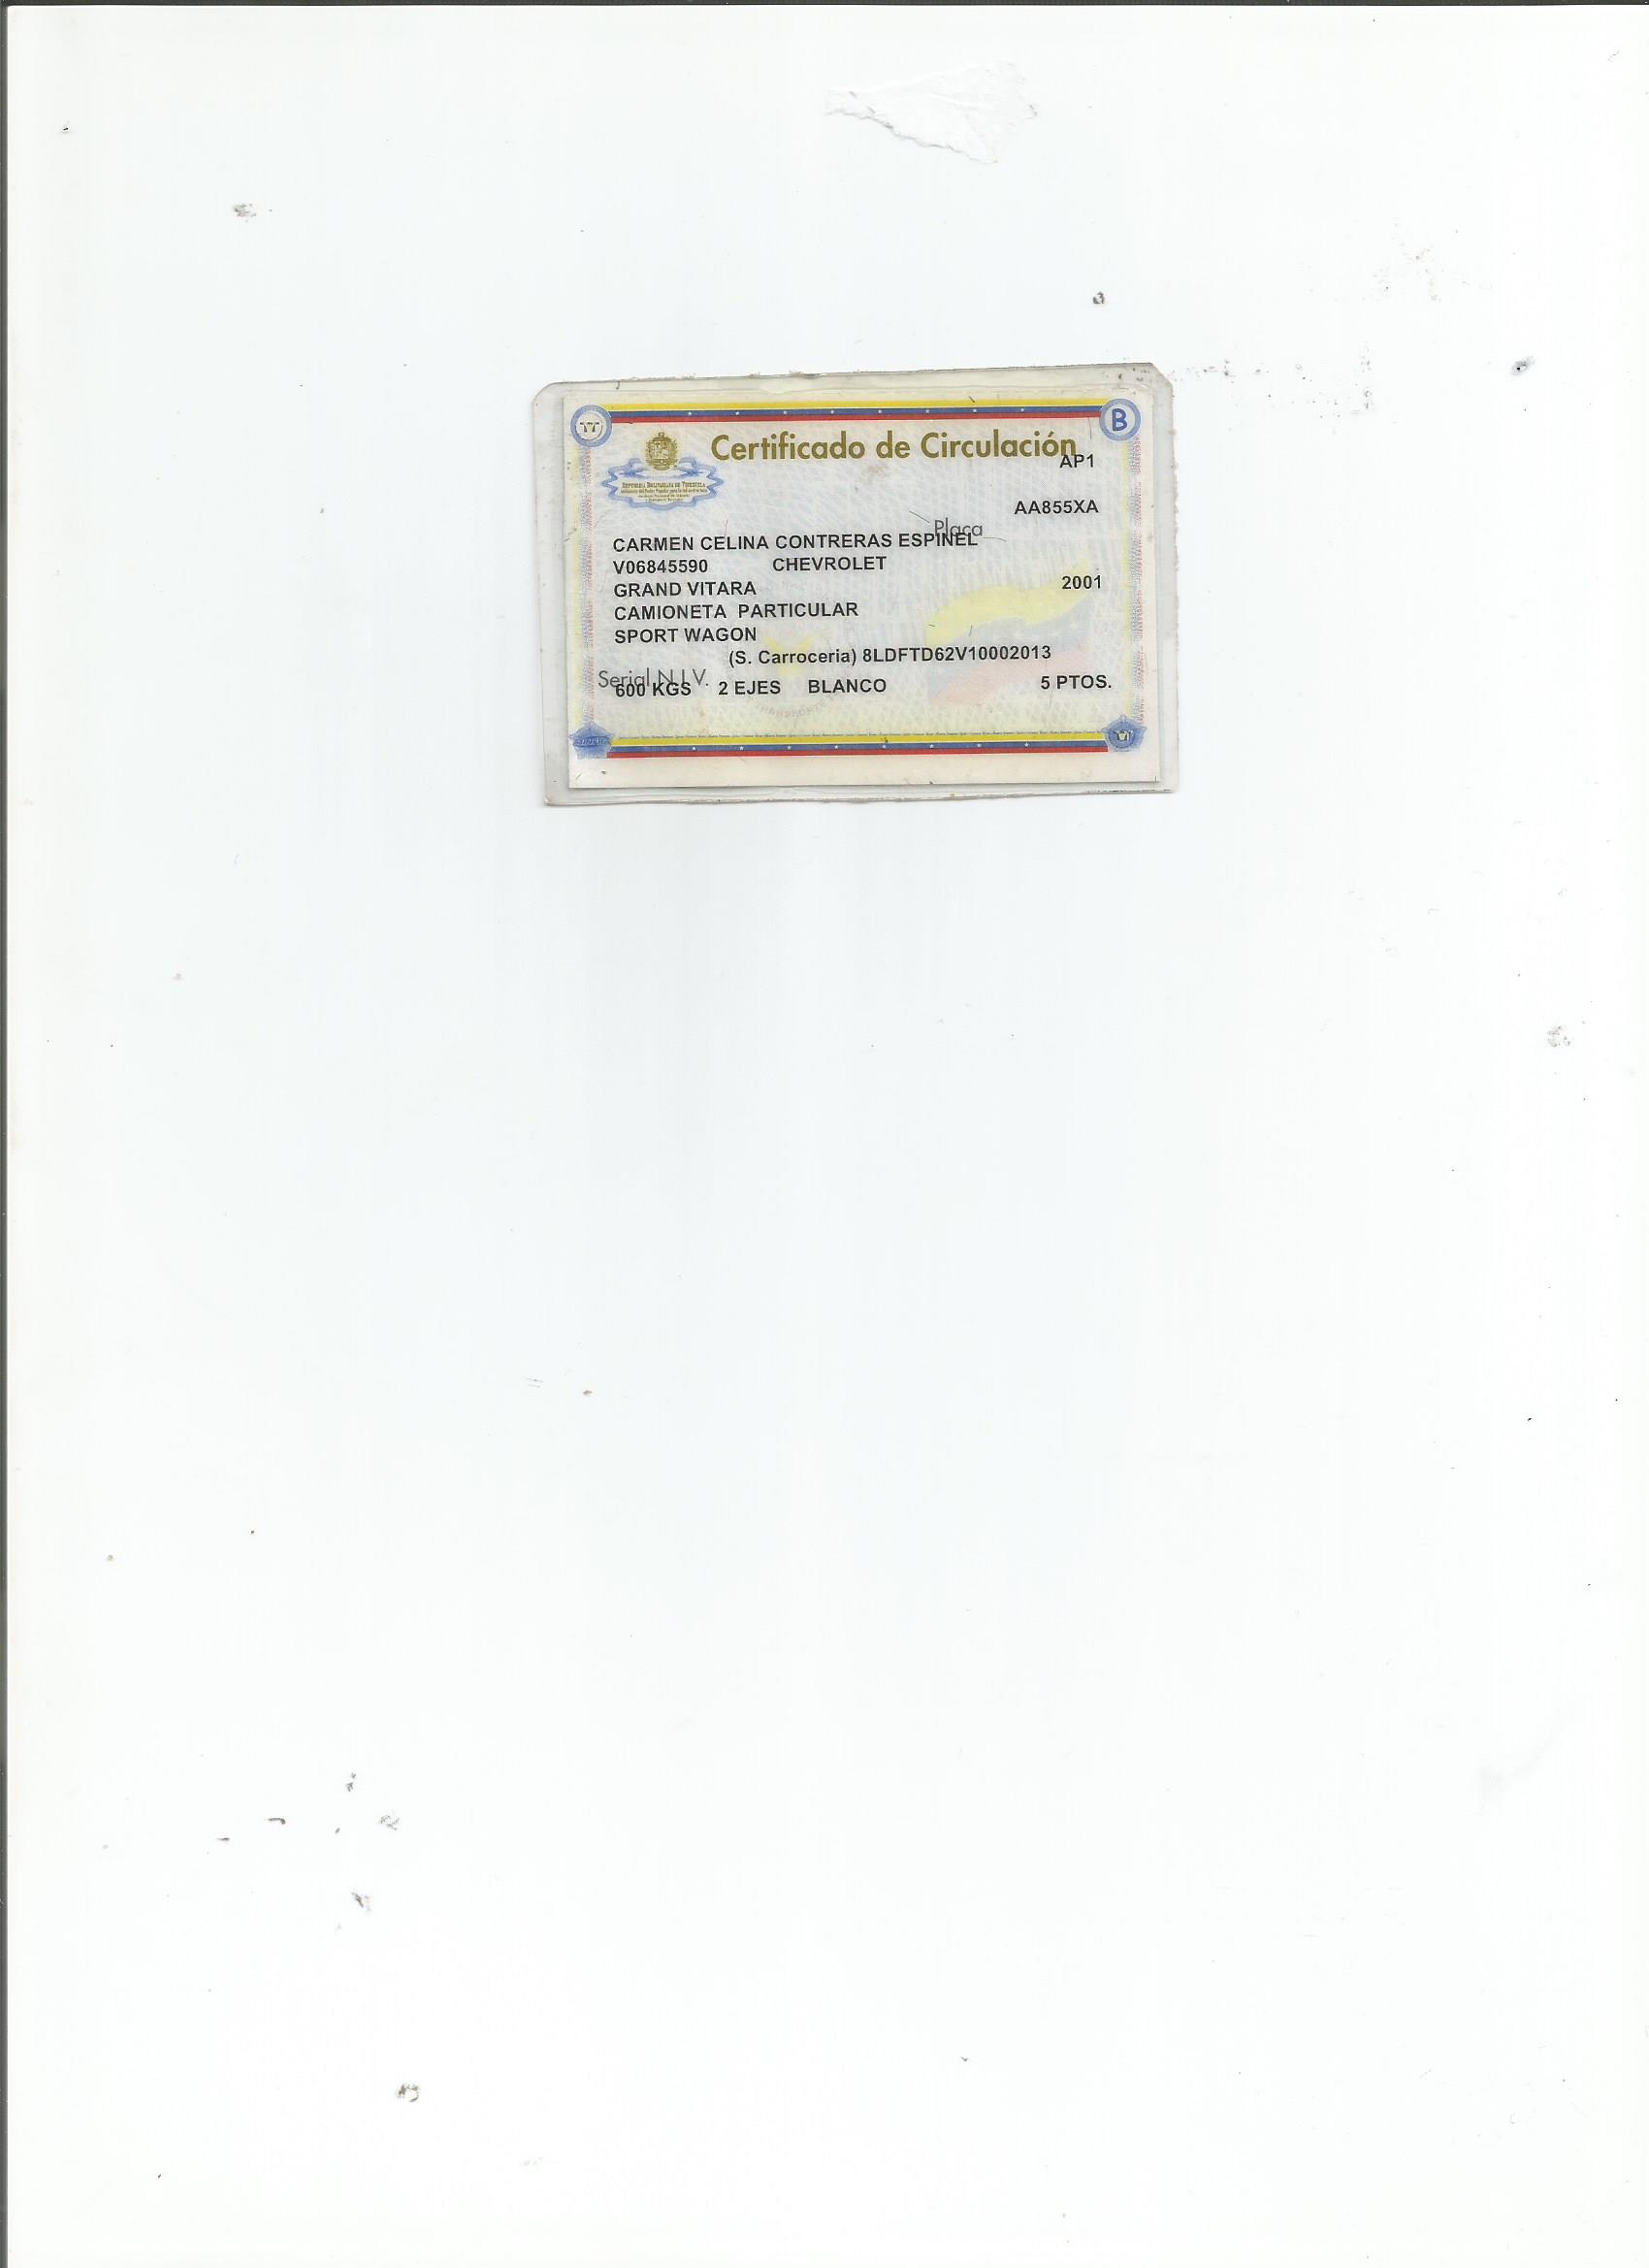 Certificado de Circulación
AP1
REPÚBLICA BOLIVARIANA DE VENEZUELA
AA855XA
Placa
CARMEN CELINA CONTRERAS ESPINEL
V06845590 CHEVROLET
GRAND VITARA 2001
CAMIONETA PARTICULAR
SPORT WAGON
(S. Carroceria) 8LDFTD62V10002013
Serial N.I.V.
600 KGS 2 EJES BLANCO 5 PTOS.
B